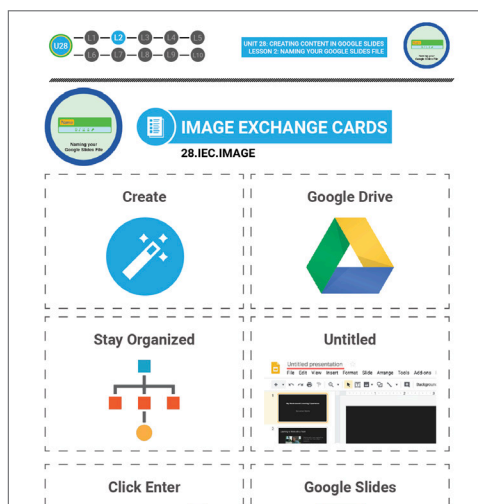 U28
L1
L2
L3
L4
L5
L6
L7
L8
L9
L10
UNIT 28: CREATING CONTENT IN GOOGLE SLIDES
LESSON 2: NAMING YOUR GOOGLE SLIDES FILE
Naming your
Google Slides File
IMAGE EXCHANGE CARDS
28.IEC.IMAGE
Create
Google Drive
Stay Organized
Untitled
Untitled presentation
File Edit View Insert Format Slide Arrange Tools Add-ons
Background
1
2
Click Enter
Google Slides